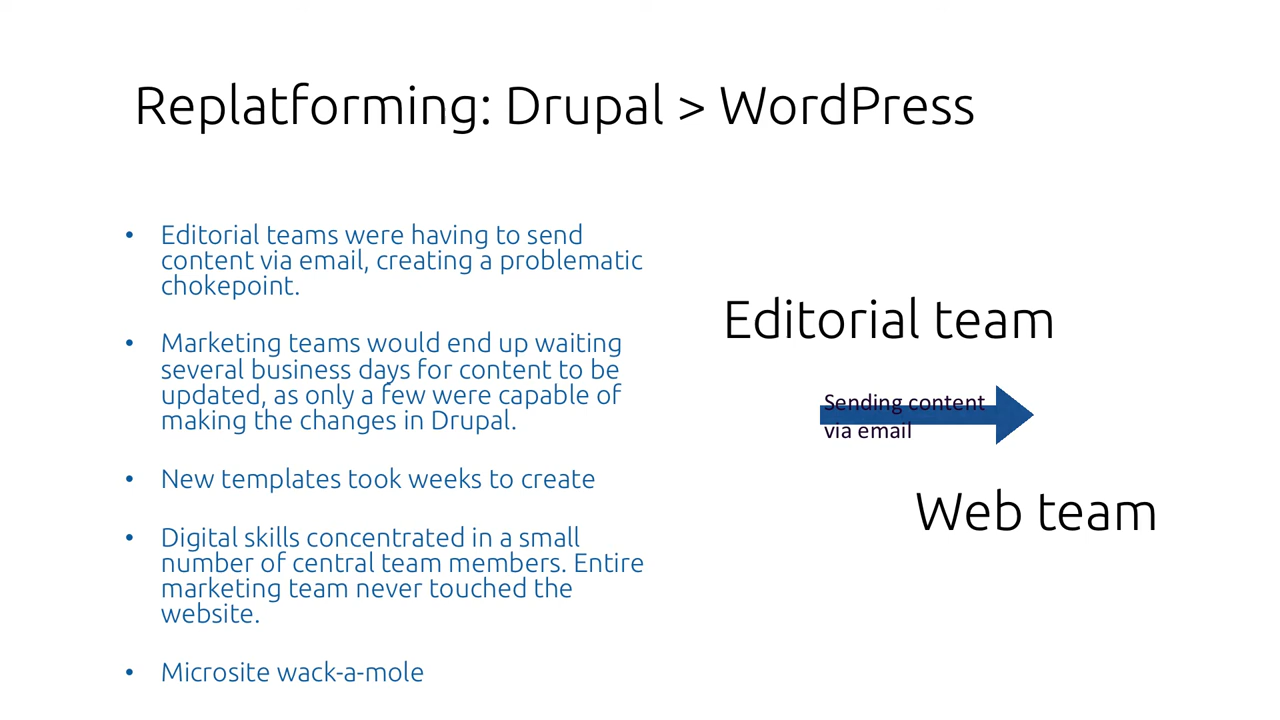 Replatforming: Drupal > WordPress
• Editorial teams were having to send
content via email, creating a problematic
chokepoint.
• Marketing teams would end up waiting
several business days for content to be
updated, as only a few were capable of
making the changes in Drupal.
• New templates took weeks to create
• Digital skills concentrated in a small
number of central team members. Entire
marketing team never touched the
website.
• Microsite wack-a-mole
Editorial team
Sending content
via email
Web team